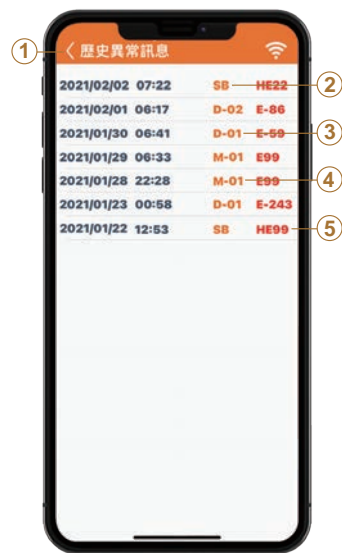 ① 〈 歷史異常訊息
2021/02/02 07:22 SB HE22 ②
2021/02/01 06:17 D-02 E-86
2021/01/30 06:41 D-01 E-59 ③
2021/01/29 06:33 M-01 E99
2021/01/28 22:28 M-01 E99 ④
2021/01/23 00:58 D-01 E-243
2021/01/22 12:53 SB HE99 ⑤